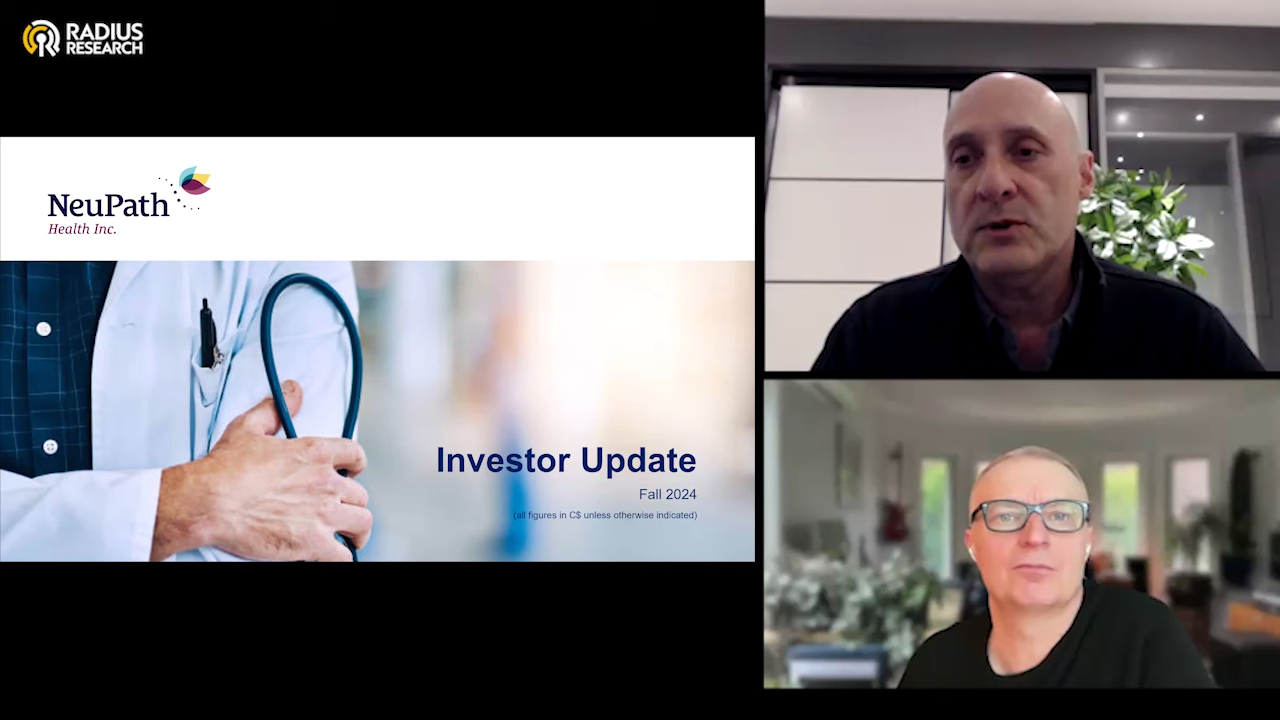 RADIUS
RESEARCH
NeuPath
Health Inc.
Investor Update
Fall 2024
(all figures in C$ unless otherwise indicated)